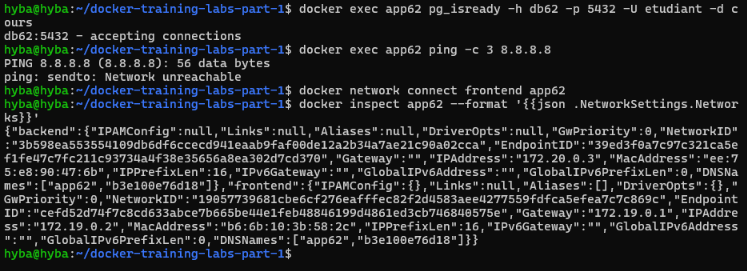 hyba@hyba:~/docker-training-labs-part-1$ docker exec app62 pg_isready -h db62 -p 5432 -U etudiant -d c
ours
db62:5432 - accepting connections
hyba@hyba:~/docker-training-labs-part-1$ docker exec app62 ping -c 3 8.8.8.8
PING 8.8.8.8 (8.8.8.8): 56 data bytes
ping: sendto: Network unreachable
hyba@hyba:~/docker-training-labs-part-1$ docker network connect frontend app62
hyba@hyba:~/docker-training-labs-part-1$ docker inspect app62 --format '{{json .NetworkSettings.Networ
ks}}'
{"backend":{"IPAMConfig":null,"Links":null,"Aliases":null,"DriverOpts":null,"GwPriority":0,"NetworkID"
:"3b598ea553554109db6df6ccecd941eaab9faf00de12a2b34a7ae21c90a02cca","EndpointID":"39ed3f0a7c97c321ca5e
f1fe47c7fc211c93734a4f38e35656a8ea302d7cd370","Gateway":"","IPAddress":"172.20.0.3","MacAddress":"ee:7
5:e8:90:47:6b","IPPrefixLen":16,"IPv6Gateway":"","GlobalIPv6Address":"","GlobalIPv6PrefixLen":0,"DNSNa
mes":["app62","b3e100e76d18"]},"frontend":{"IPAMConfig":{},"Links":null,"Aliases":[],"DriverOpts":{},"
GwPriority":0,"NetworkID":"19057739681cbe6cf276eafffec82f2d4583aee4277559fdfca5efea7c7c869c","Endpoint
ID":"cefd52d74f7c8cd633abce7b665be44e1feb48846199d4861ed3cb746840575e","Gateway":"172.19.0.1","IPAddre
ss":"172.19.0.2","MacAddress":"b6:6b:10:3b:58:2c","IPPrefixLen":16,"IPv6Gateway":"","GlobalIPv6Address
":"","GlobalIPv6PrefixLen":0,"DNSNames":["app62","b3e100e76d18"]}}
hyba@hyba:~/docker-training-labs-part-1$